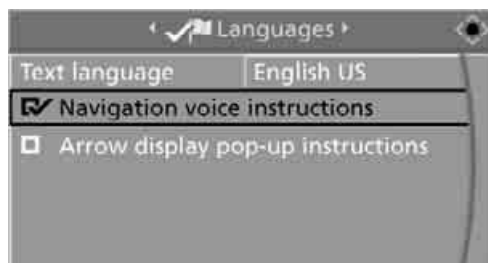 Languages
Text language English US
Navigation voice instructions
Arrow display pop-up instructions